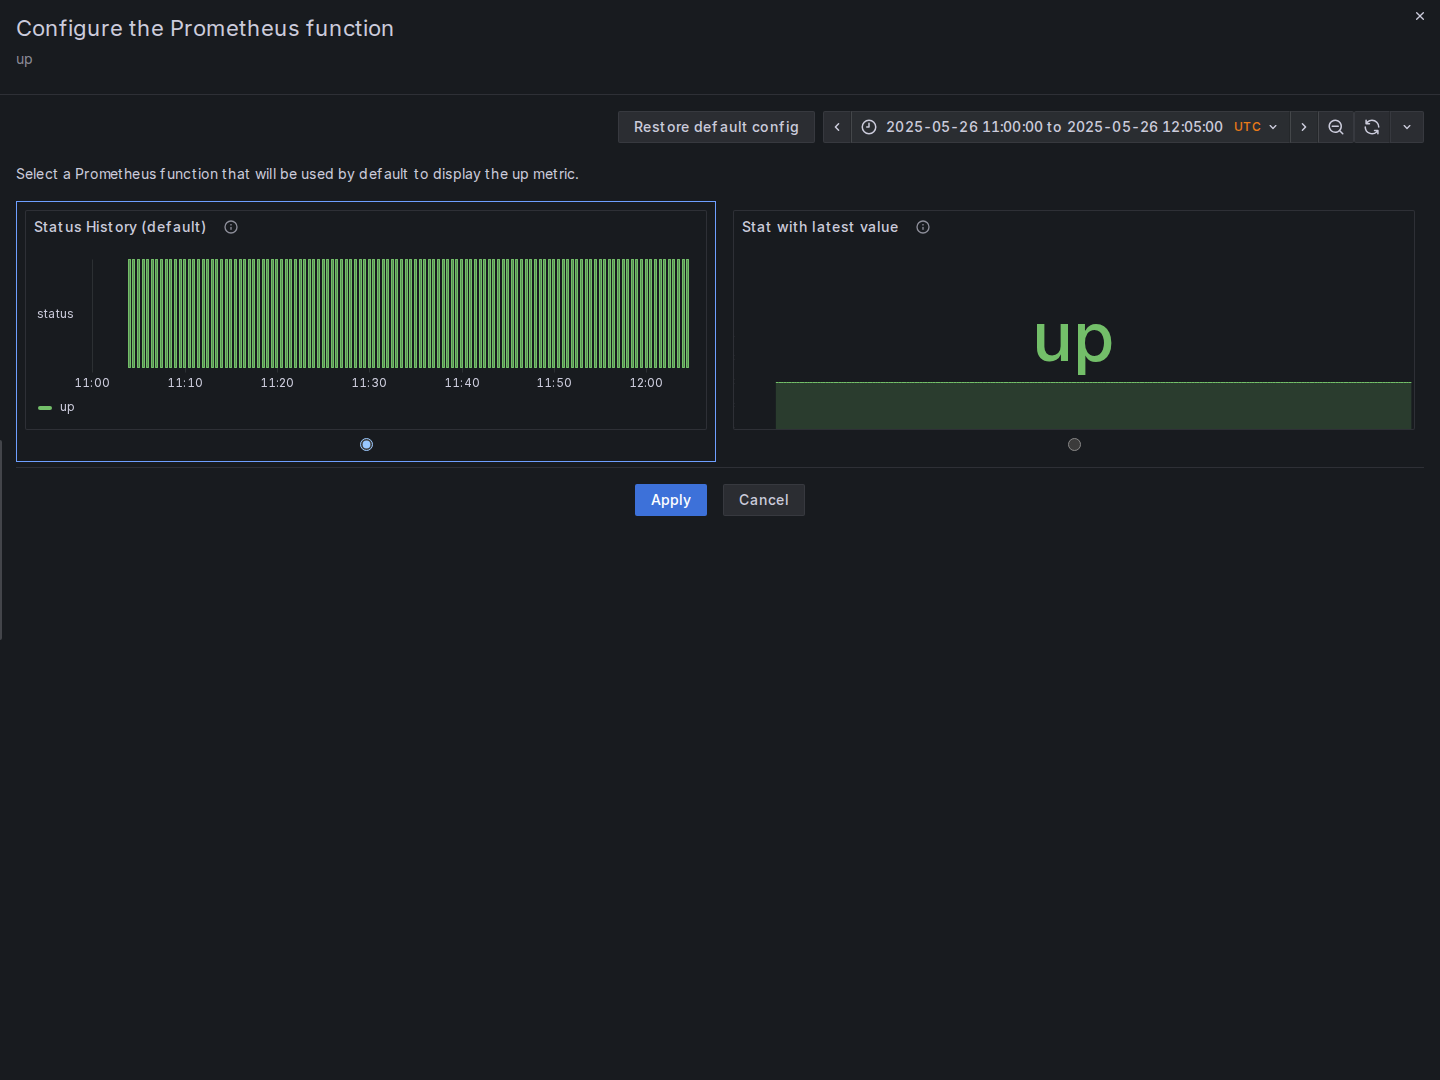 Configure the Prometheus function
up
Restore default config
2025-05-26 11:00:00 to 2025-05-26 12:05:00 UTC
Select a Prometheus function that will be used by default to display the up metric.
Status History (default)
status
11:00 11:10 11:20 11:30 11:40 11:50 12:00
up
Stat with latest value
up
Apply
Cancel